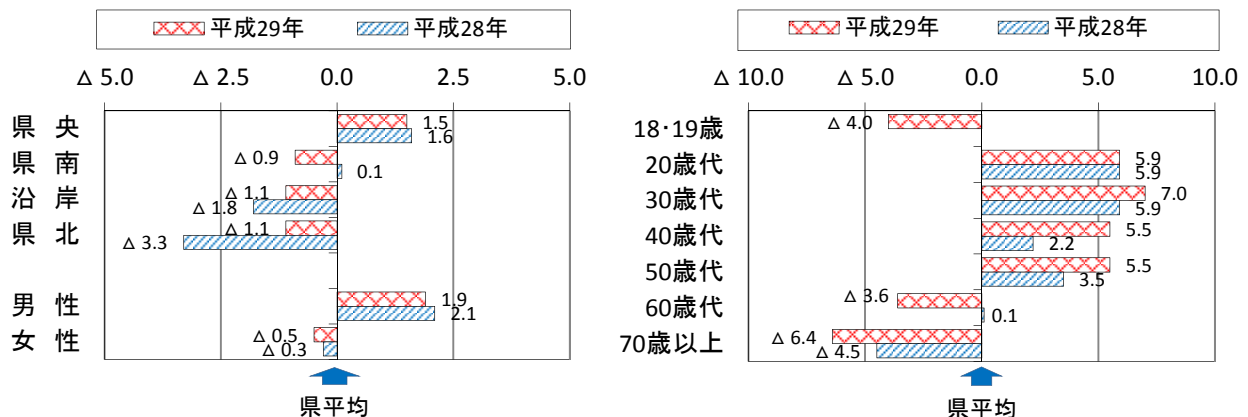 平成29年 平成28年
△ 5.0 △ 2.5 0.0 2.5 5.0
県 央 1.5
1.6
県 南 △ 0.9
0.1
沿 岸 △ 1.1
△ 1.8
県 北 △ 1.1
△ 3.3
男 性 1.9
2.1
女 性 △ 0.5
△ 0.3
県平均
平成29年 平成28年
△ 10.0 △ 5.0 0.0 5.0 10.0
18･19歳 △ 4.0
20歳代 5.9
5.9
30歳代 7.0
5.9
40歳代 5.5
2.2
50歳代 5.5
3.5
60歳代 △ 3.6
0.1
70歳以上 △ 6.4
△ 4.5
県平均